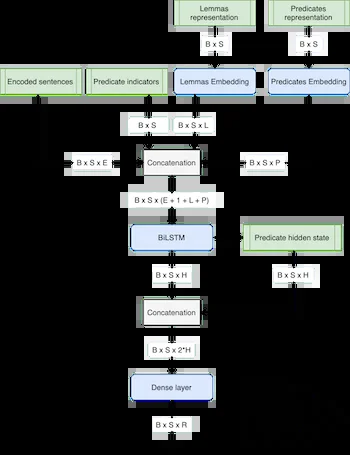 Lemmas
representation
Predicates
representation
B x S
B x S
Encoded sentences
Predicate indicators
Lemmas Embedding
Predicates Embedding
B x S
B x S x L
B x S x E
Concatenation
B x S x P
B x S x (E + 1 + L + P)
BiLSTM
Predicate hidden state
B x S x H
B x S x H
Concatenation
B x S x 2*H
Dense layer
B x S x R